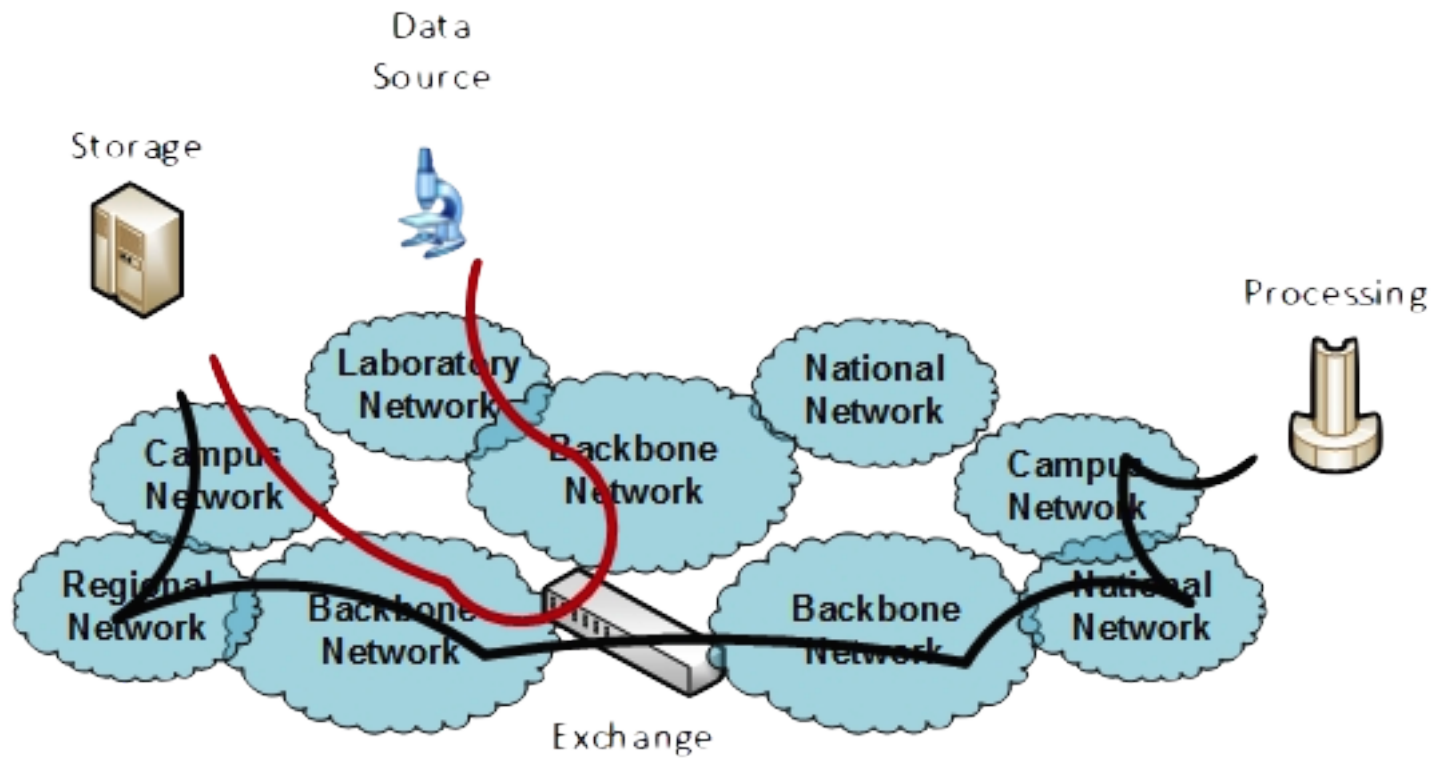 Data
Source
Storage
Processing
Laboratory
Network
National
Network
Backbone
Network
Campus
Network
Campus
Network
Regional
Network
Backbone
Network
Backbone
Network
National
Network
Exchange